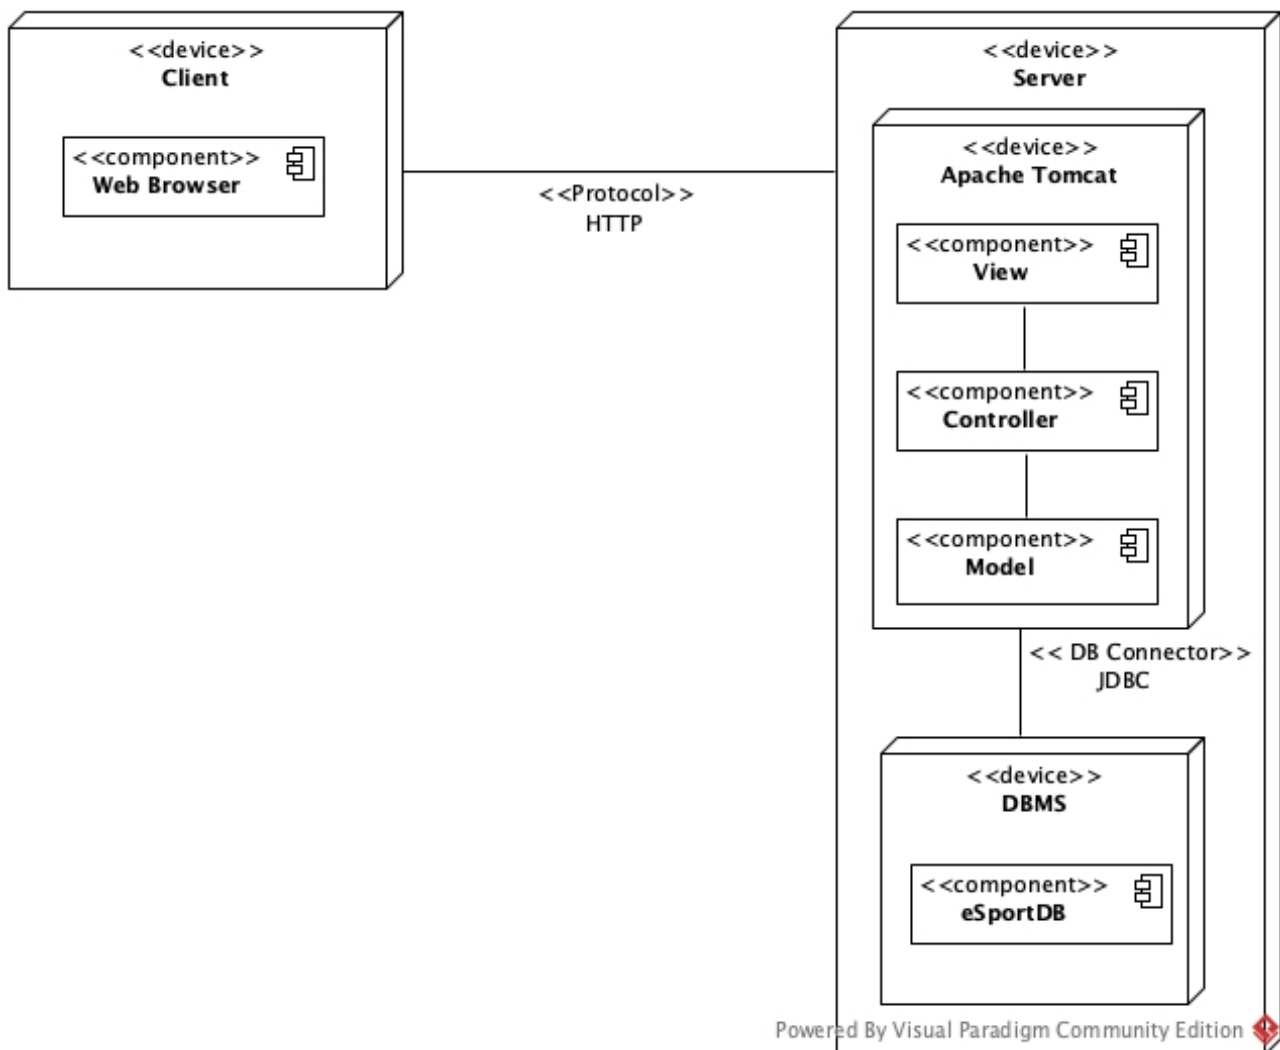 <<device>>
Client
<<component>>
Web Browser
<<Protocol>>
HTTP
<<device>>
Server
<<device>>
Apache Tomcat
<<component>>
View
<<component>>
Controller
<<component>>
Model
<< DB Connector>>
JDBC
<<device>>
DBMS
<<component>>
eSportDB
Powered By Visual Paradigm Community Edition